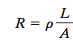 R = ρ L/A